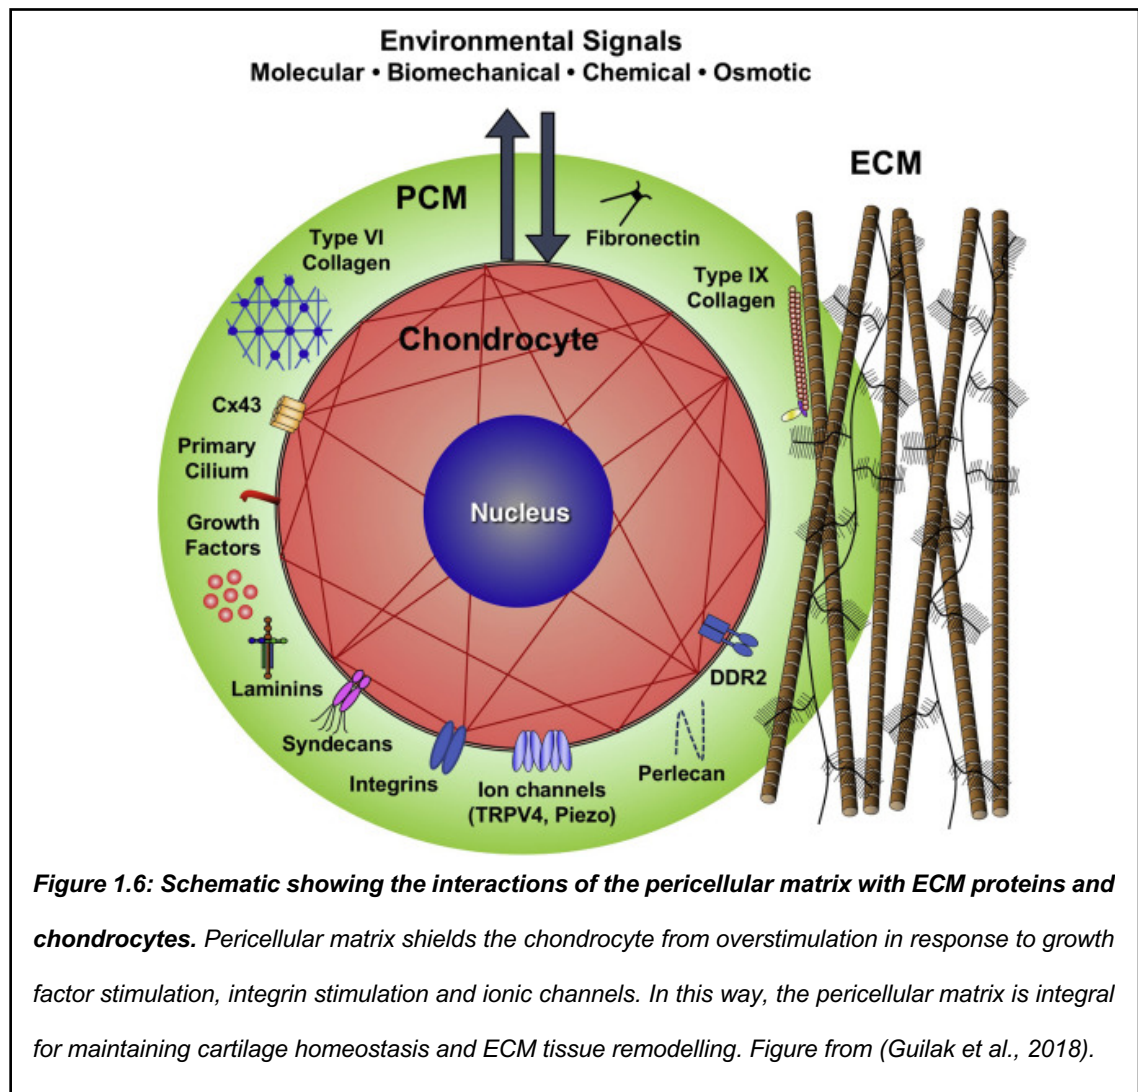 Environmental Signals
Molecular • Biomechanical • Chemical • Osmotic
ECM
PCM
Fibronectin
Type VI
Collagen
Type IX
Collagen
Chondrocyte
Cx43
Primary
Cilium
Nucleus
Growth
Factors
Laminins
DDR2
Syndecans
Integrins
Ion channels
(TRPV4, Piezo)
Perlecan
Figure 1.6: Schematic showing the interactions of the pericellular matrix with ECM proteins and
chondrocytes. Pericellular matrix shields the chondrocyte from overstimulation in response to growth
factor stimulation, integrin stimulation and ionic channels. In this way, the pericellular matrix is integral
for maintaining cartilage homeostasis and ECM tissue remodelling. Figure from (Guilak et al., 2018).